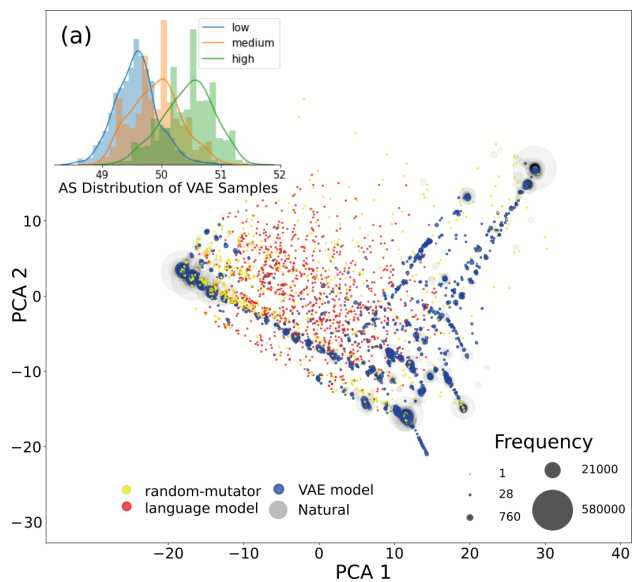 (a)
low
medium
high
49 50 51 52
AS Distribution of VAE Samples
10
0
−10
−20
−30
PCA 2
Frequency
1
28
760
21000
580000
random-mutator
language model
VAE model
Natural
−20 −10 0 10 20 30 40
PCA 1